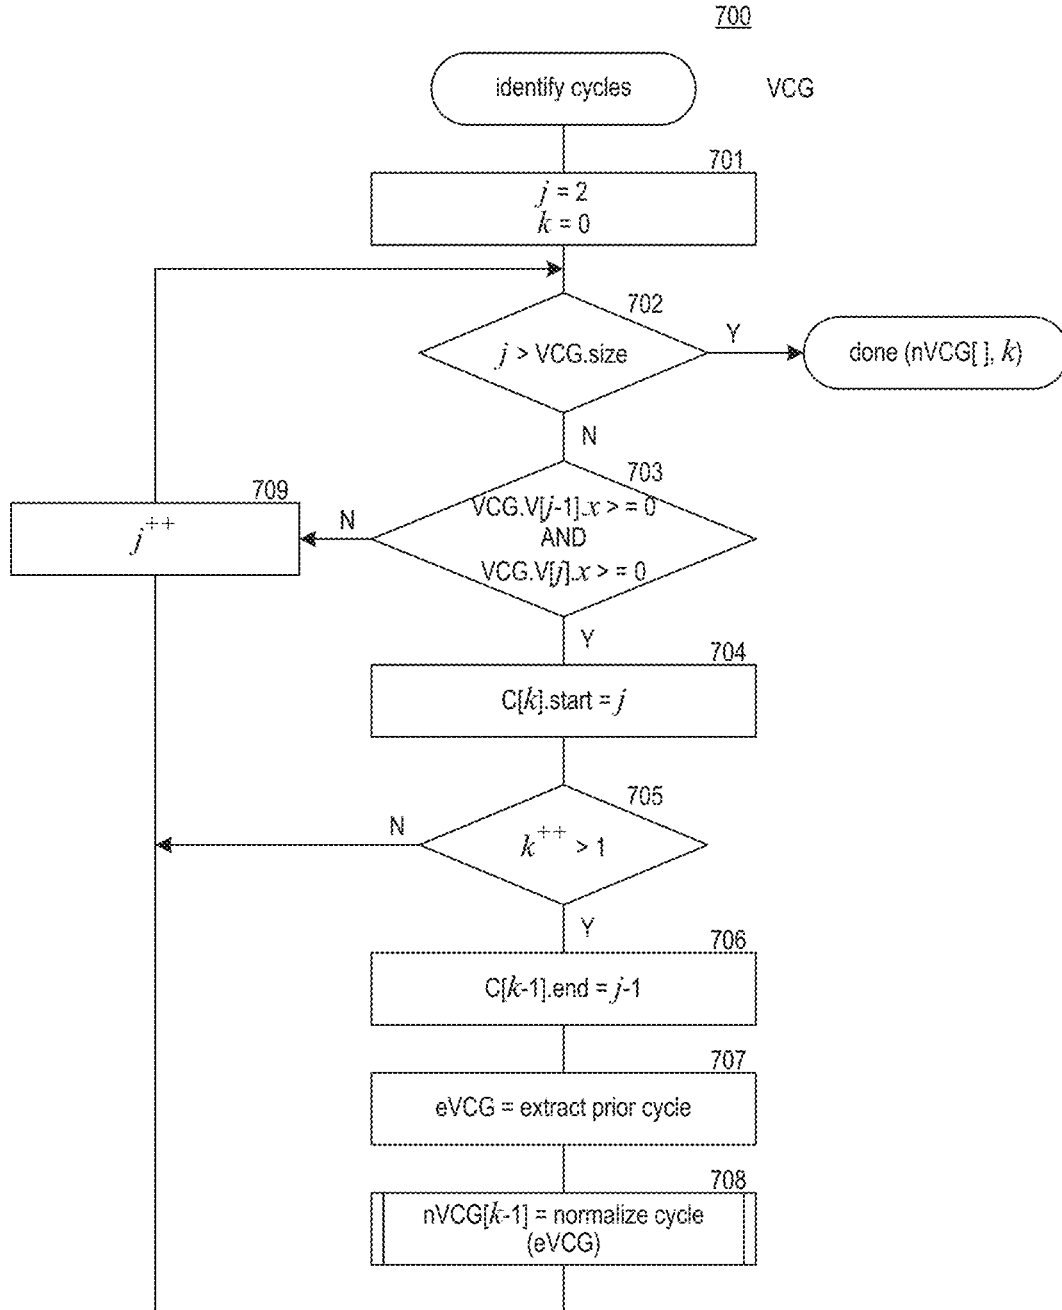 700
identify cycles
VCG
701
j = 2
k = 0
702
j > VCG.size
Y
done (nVCG[ ], k)
N
703
VCG.V[j-1].x > = 0
AND
VCG.V[j].x > = 0
N
709
j++
Y
704
C[k].start = j
705
k++ > 1
N
Y
706
C[k-1].end = j-1
707
eVCG = extract prior cycle
708
nVCG[k-1] = normalize cycle
(eVCG)